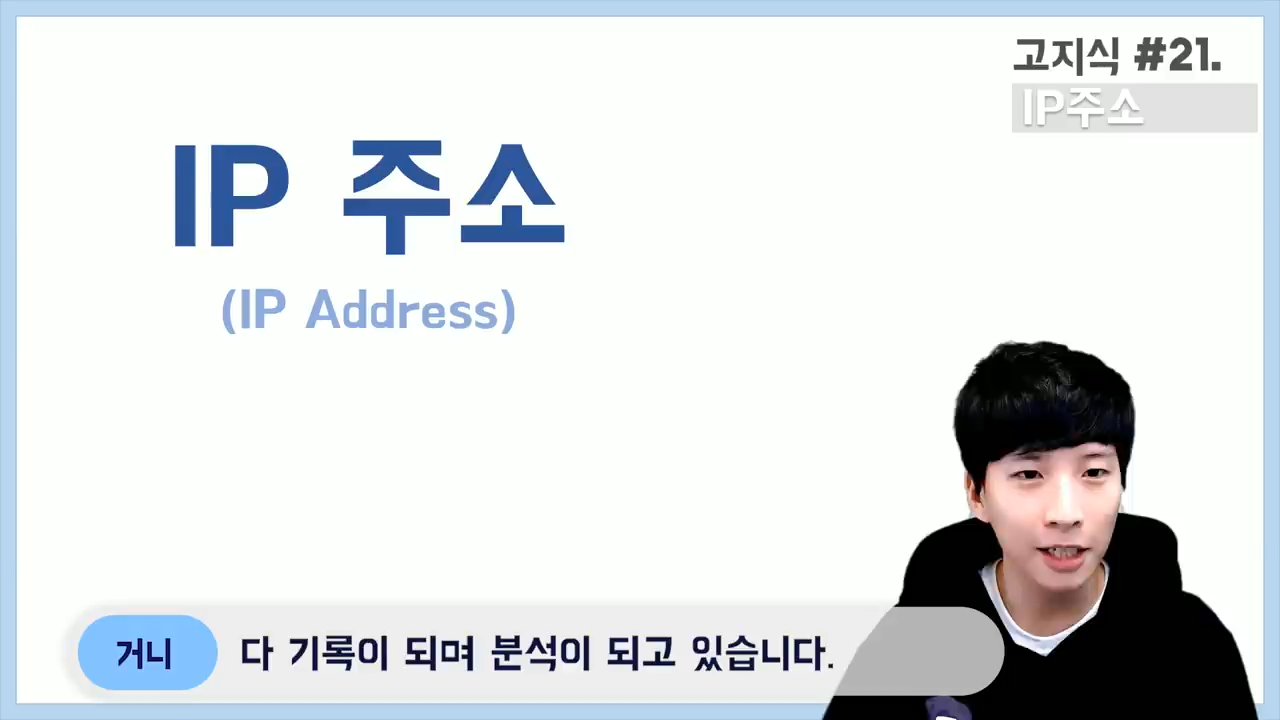 고지식 #21.
IP주소
IP 주소
(IP Address)
거니
다 기록이 되며 분석이 되고 있습니다.